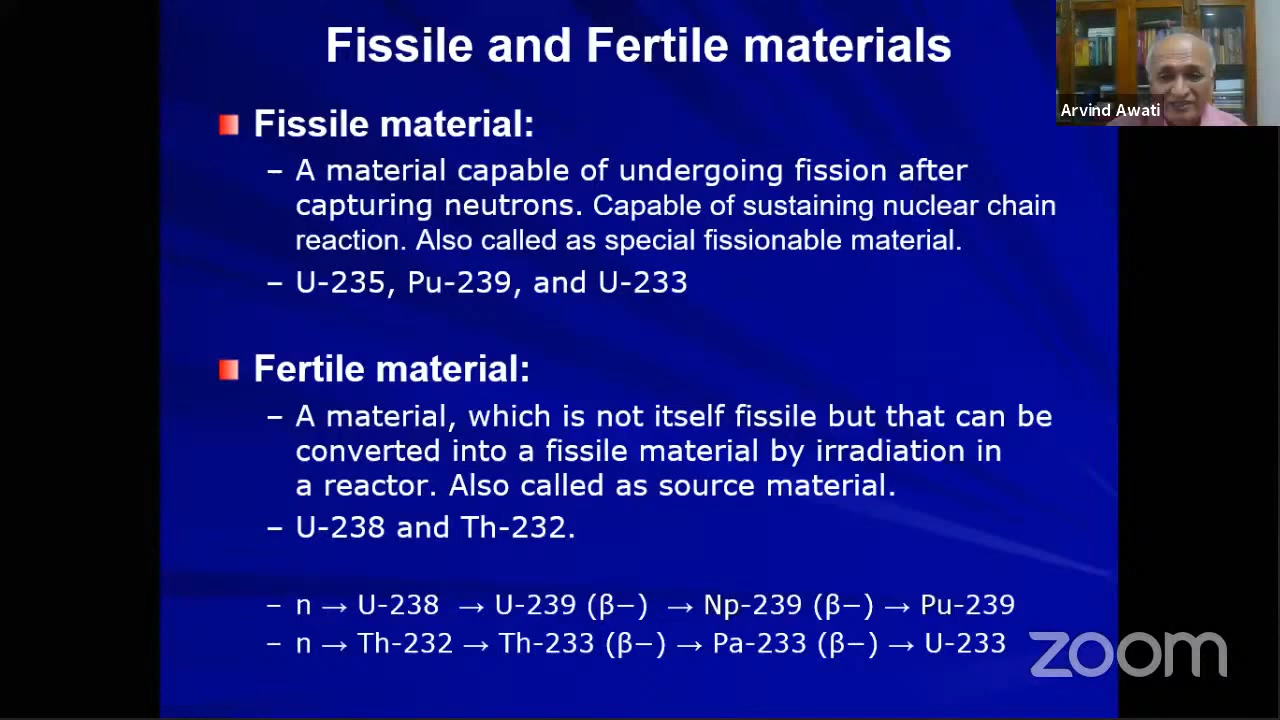 Fissile and Fertile materials
Arvind Awati
Fissile material:
– A material capable of undergoing fission after
capturing neutrons. Capable of sustaining nuclear chain
reaction. Also called as special fissionable material.
– U-235, Pu-239, and U-233
Fertile material:
– A material, which is not itself fissile but that can be
converted into a fissile material by irradiation in
a reactor. Also called as source material.
– U-238 and Th-232.
– n → U-238 → U-239 (β−) → Np-239 (β−) → Pu-239
– n → Th-232 → Th-233 (β−) → Pa-233 (β−) → U-233
zoom